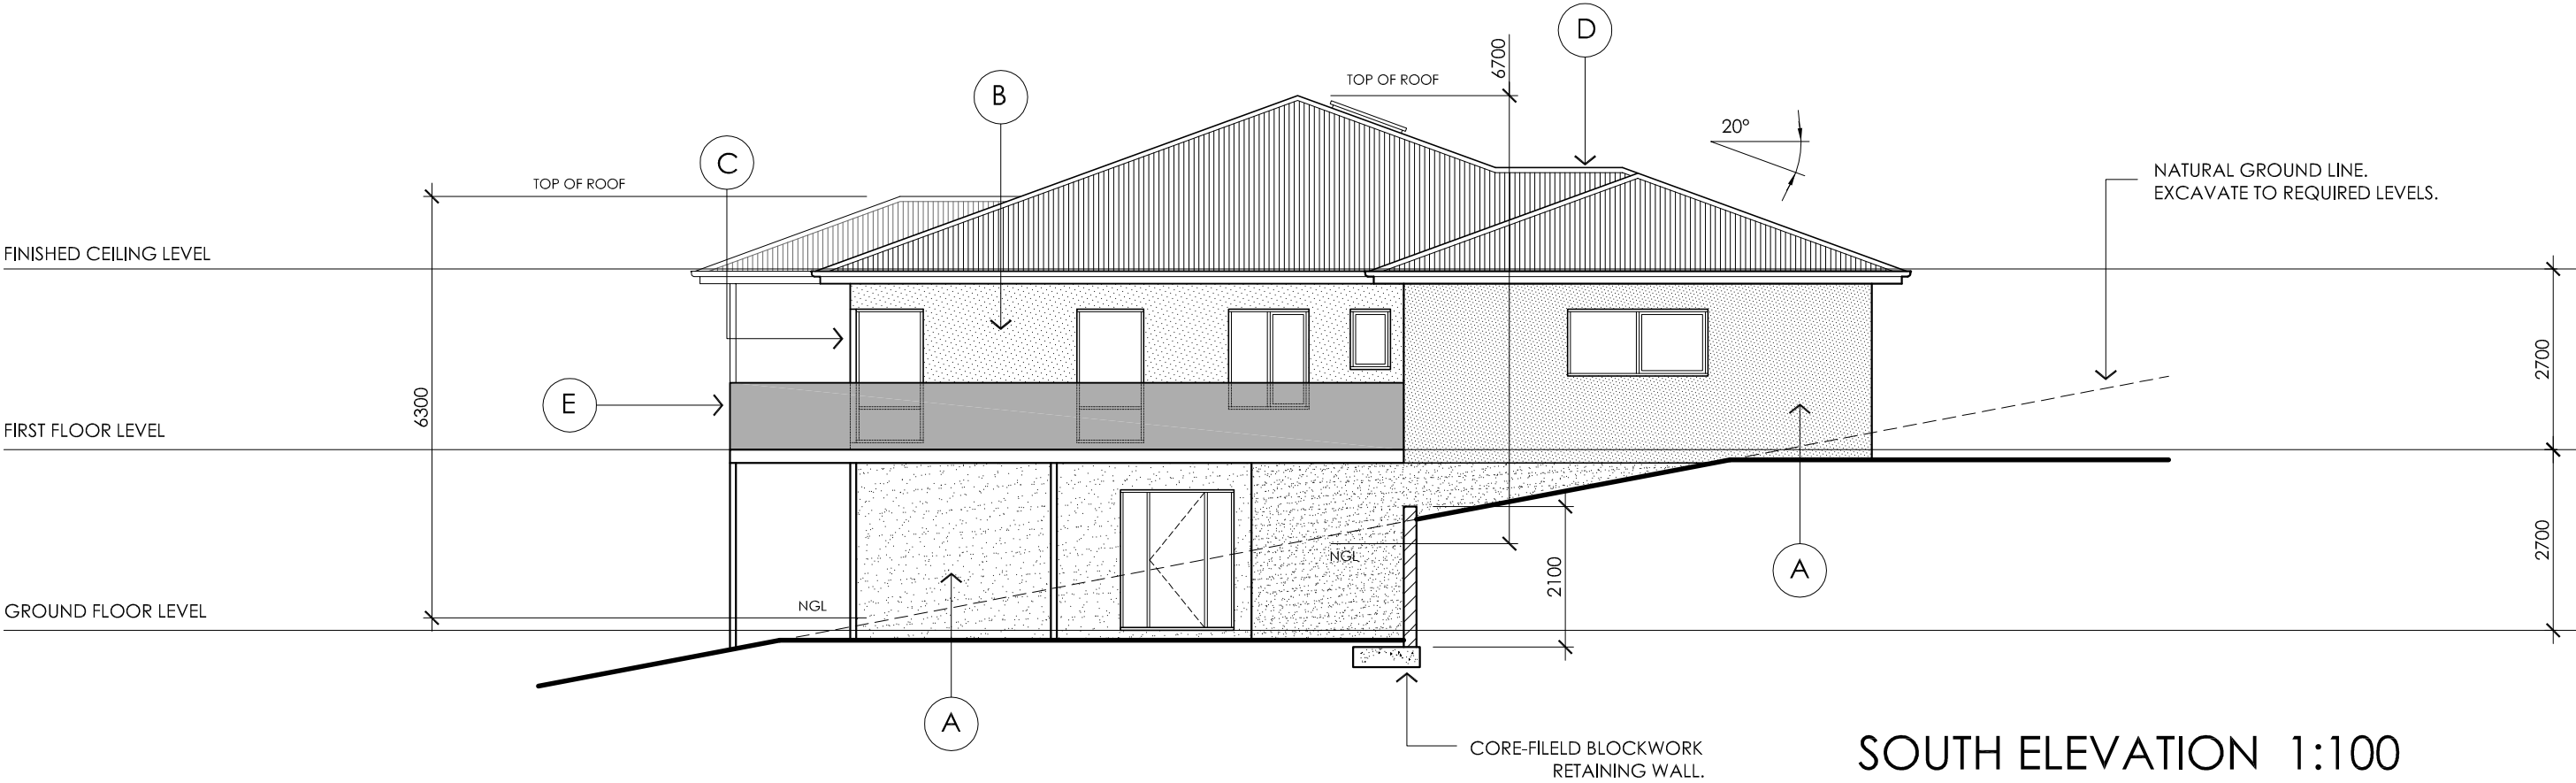 D
6700
TOP OF ROOF
B
20°
C
NATURAL GROUND LINE.
EXCAVATE TO REQUIRED LEVELS.
TOP OF ROOF
FINISHED CEILING LEVEL
2700
E
6300
FIRST FLOOR LEVEL
2700
NGL
2100
A
GROUND FLOOR LEVEL
NGL
A
CORE-FILELD BLOCKWORK
RETAINING WALL.
SOUTH ELEVATION 1:100